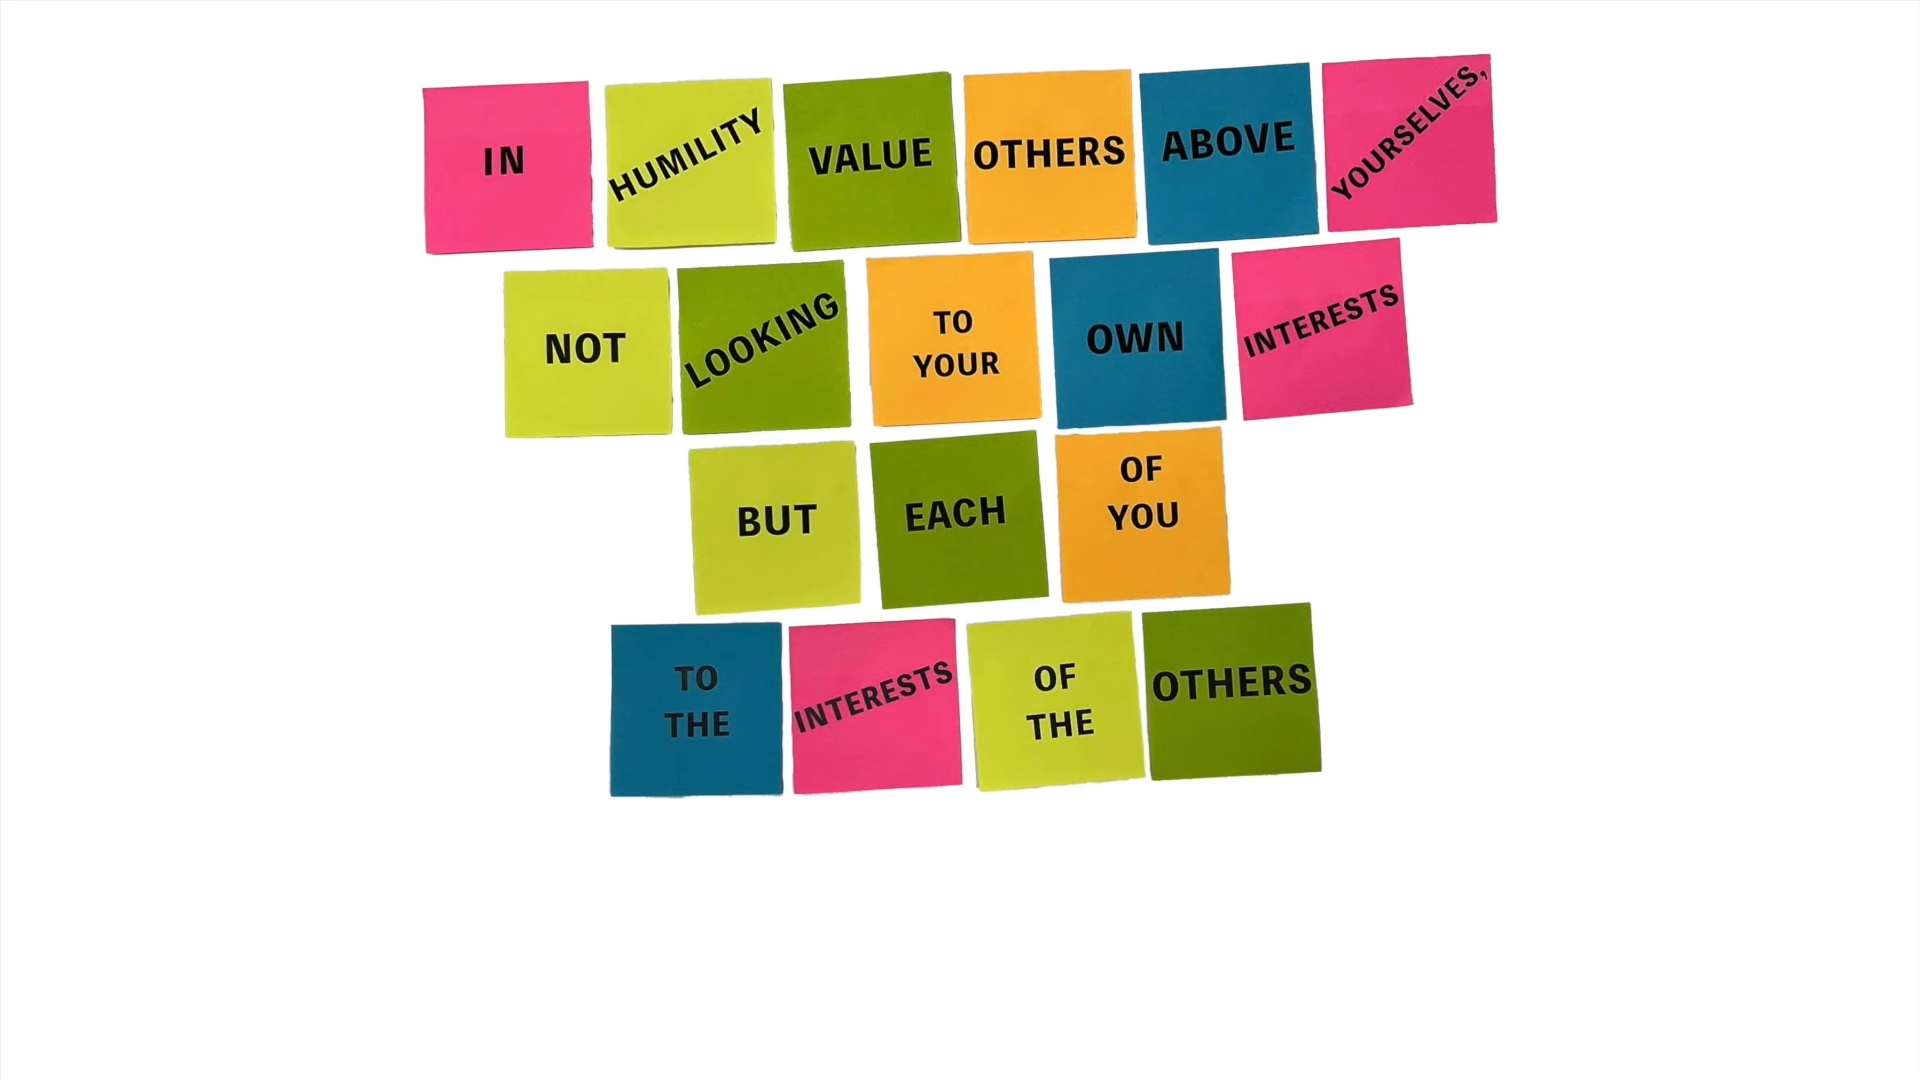 IN HUMILITY VALUE OTHERS ABOVE YOURSELVES,
NOT LOOKING TO YOUR OWN INTERESTS
BUT EACH OF YOU
TO THE INTERESTS OF THE OTHERS